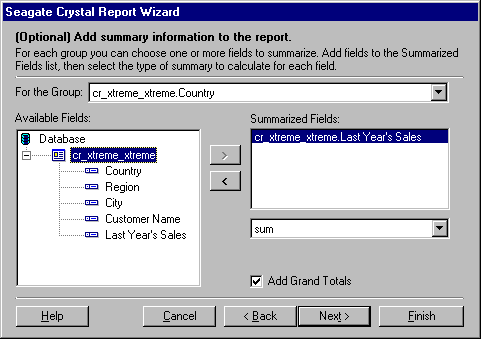 Seagate Crystal Report Wizard
(Optional) Add summary information to the report.
For each group you can choose one or more fields to summarize. Add fields to the Summarized
Fields list, then select the type of summary to calculate for each field.
For the Group: cr_xtreme_xtreme.Country
Available Fields:
Database
cr_xtreme_xtreme
Country
Region
City
Customer Name
Last Year's Sales
>
<
Summarized Fields:
cr_xtreme_xtreme.Last Year's Sales
sum
Add Grand Totals
Help Cancel < Back Next > Finish